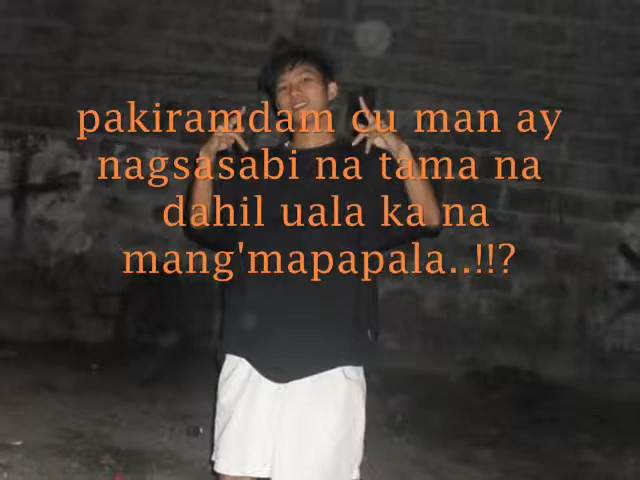 pakiramdam cu man ay
nagsasabi na tama na
dahil uala ka na
mang'mapapala..!!?